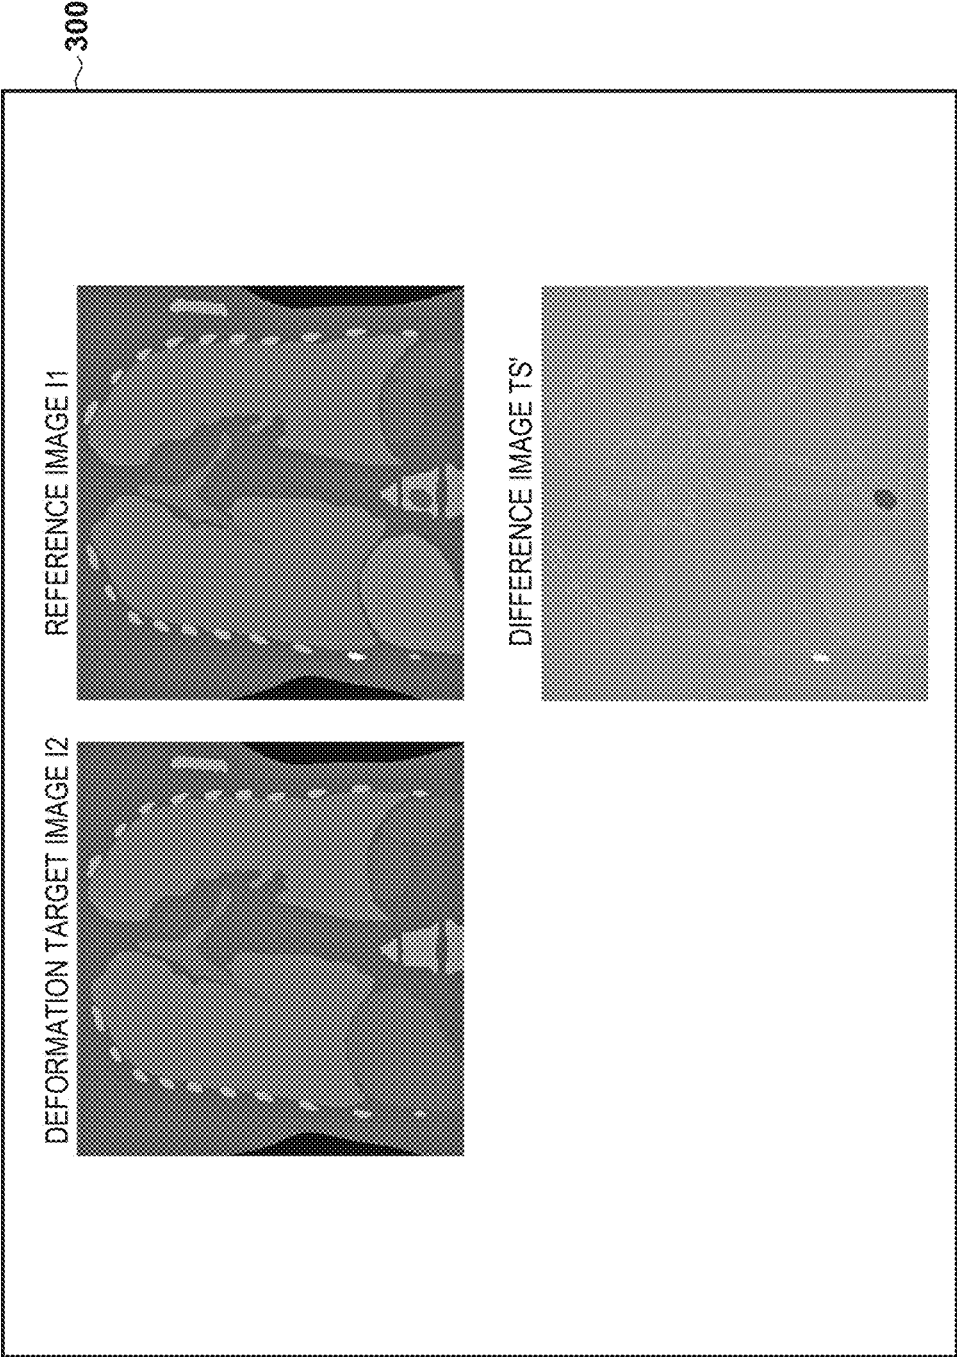 300
DEFORMATION TARGET IMAGE I2
REFERENCE IMAGE I1
DIFFERENCE IMAGE TS'